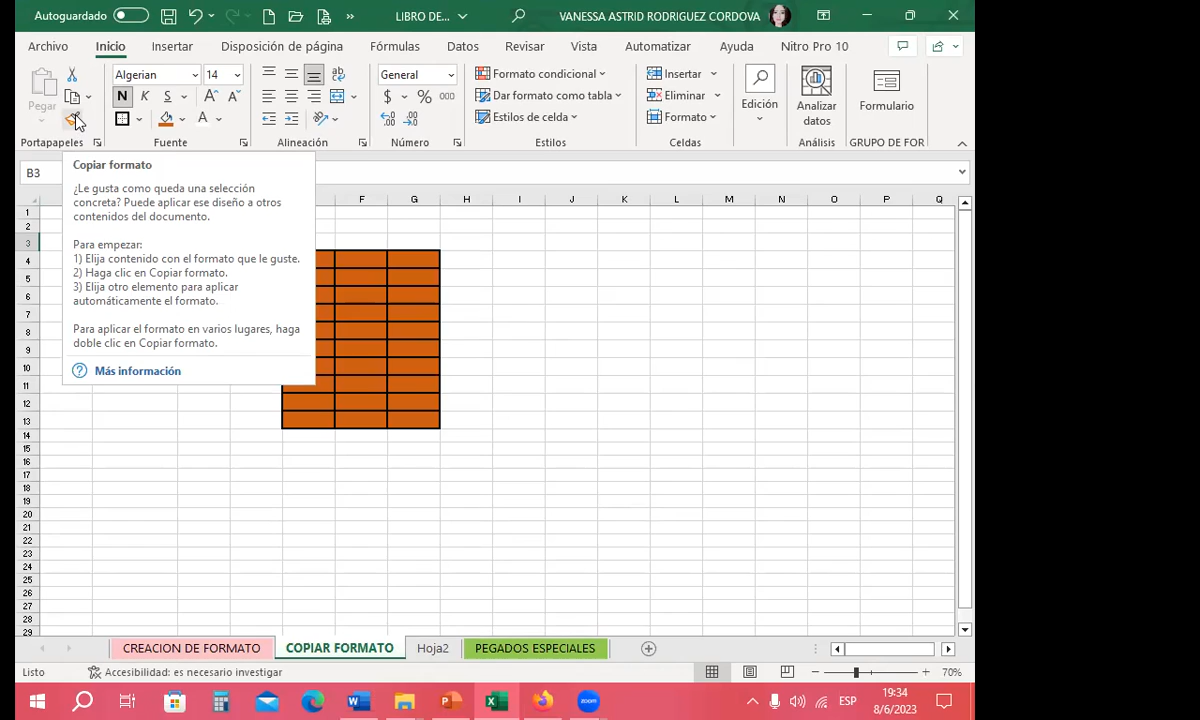 Autoguardado
LIBRO DE...
VANESSA ASTRID RODRIGUEZ CORDOVA
Archivo Inicio Insertar Disposición de página Fórmulas Datos Revisar Vista Automatizar Ayuda Nitro Pro 10
Pegar
Algerian 14
N K S A A
A
General
$ % 000
Formato condicional
Dar formato como tabla
Estilos de celda
Insertar
Eliminar
Formato
Edición
Analizar
datos
Formulario
Portapapeles Fuente Alineación Número Estilos Celdas Análisis GRUPO DE FOR
B3
Copiar formato
¿Le gusta como queda una selección
concreta? Puede aplicar ese diseño a otros
contenidos del documento.
Para empezar:
1) Elija contenido con el formato que le guste.
2) Haga clic en Copiar formato.
3) Elija otro elemento para aplicar
automáticamente el formato.
Para aplicar el formato en varios lugares, haga
doble clic en Copiar formato.
Más información
F G H I J K L M N O P Q
1
2
3
4
5
6
7
8
9
10
11
12
13
14
15
16
17
18
19
20
21
22
23
24
25
26
27
28
29
CREACION DE FORMATO COPIAR FORMATO Hoja2 PEGADOS ESPECIALES
Listo Accesibilidad: es necesario investigar 70%
ESP
19:34
8/6/2023